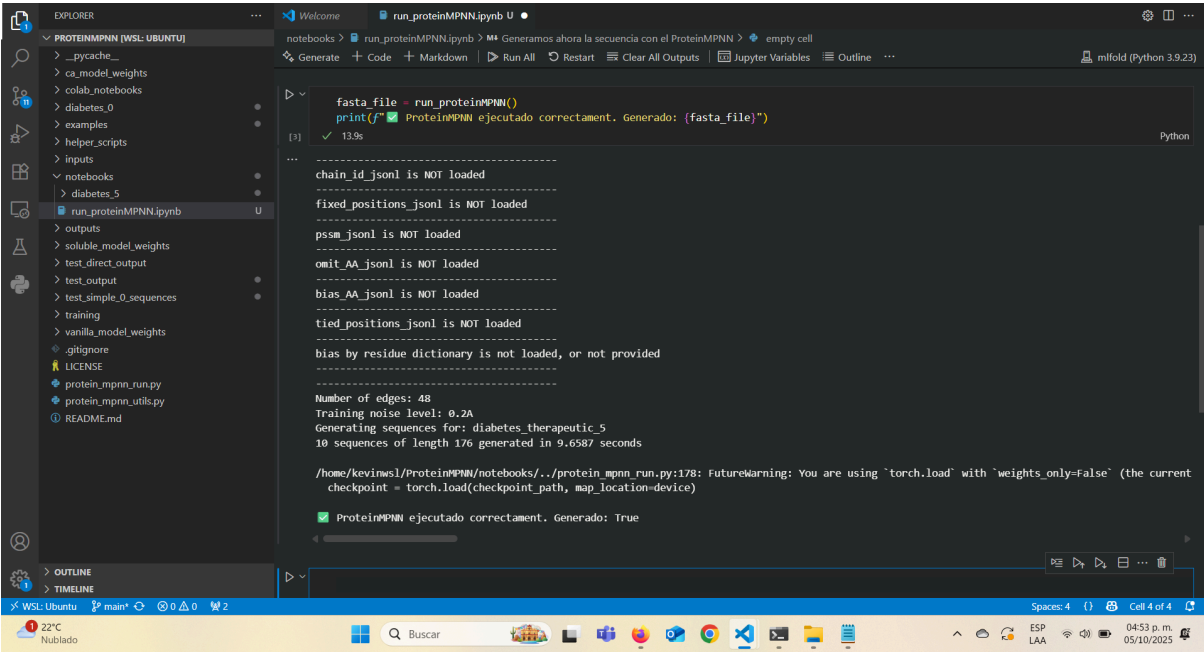 EXPLORER
Welcome
run_proteinMPNN.ipynb U
PROTEINMPNN [WSL: UBUNTU]
__pycache__
ca_model_weights
colab_notebooks
diabetes_0
examples
helper_scripts
inputs
notebooks
diabetes_5
run_proteinMPNN.ipynb U
outputs
soluble_model_weights
test_direct_output
test_output
test_simple_0_sequences
training
vanilla_model_weights
.gitignore
LICENSE
protein_mpnn_run.py
protein_mpnn_utils.py
README.md
OUTLINE
TIMELINE
notebooks > run_proteinMPNN.ipynb > M↓ Generamos ahora la secuencia con el ProteinMPNN > empty cell
Generate + Code + Markdown | Run All Restart Clear All Outputs | Jupyter Variables Outline ...
mlfold (Python 3.9.23)
fasta_file = run_proteinMPNN()
print(f"✅ ProteinMPNN ejecutado correctament. Generado: {fasta_file}")
[3] ✓ 13.9s Python
----------------------------------------
chain_id_jsonl is NOT loaded
----------------------------------------
fixed_positions_jsonl is NOT loaded
----------------------------------------
pssm_jsonl is NOT loaded
----------------------------------------
omit_AA_jsonl is NOT loaded
----------------------------------------
bias_AA_jsonl is NOT loaded
----------------------------------------
tied_positions_jsonl is NOT loaded
----------------------------------------
bias by residue dictionary is not loaded, or not provided
----------------------------------------
----------------------------------------
Number of edges: 48
Training noise level: 0.2A
Generating sequences for: diabetes_therapeutic_5
10 sequences of length 176 generated in 9.6587 seconds
/home/kevinwsl/ProteinMPNN/notebooks/../protein_mpnn_run.py:178: FutureWarning: You are using `torch.load` with `weights_only=False` (the current
checkpoint = torch.load(checkpoint_path, map_location=device)
✅ ProteinMPNN ejecutado correctament. Generado: True
WSL: Ubuntu main* 0 0 2
Spaces: 4 {} Cell 4 of 4
1
22°C
Nublado
Buscar
ESP
LAA
04:53 p. m.
05/10/2025